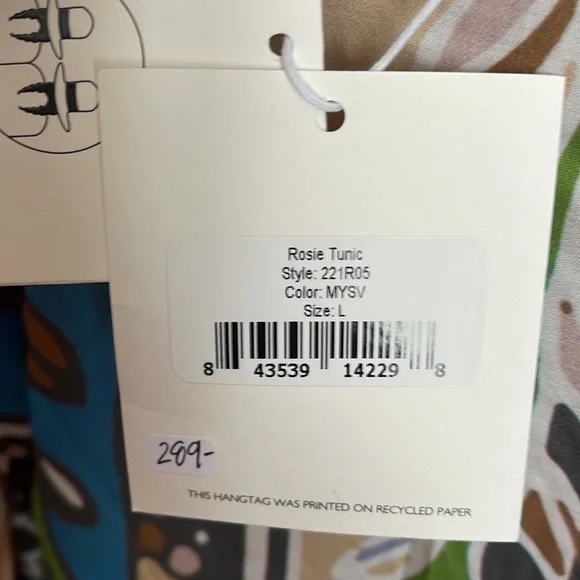 Rosie Tunic
Style: 221R05
Color: MYSV
Size: L
8 43539 14229 8
289-
THIS HANGTAG WAS PRINTED ON RECYCLED PAPER